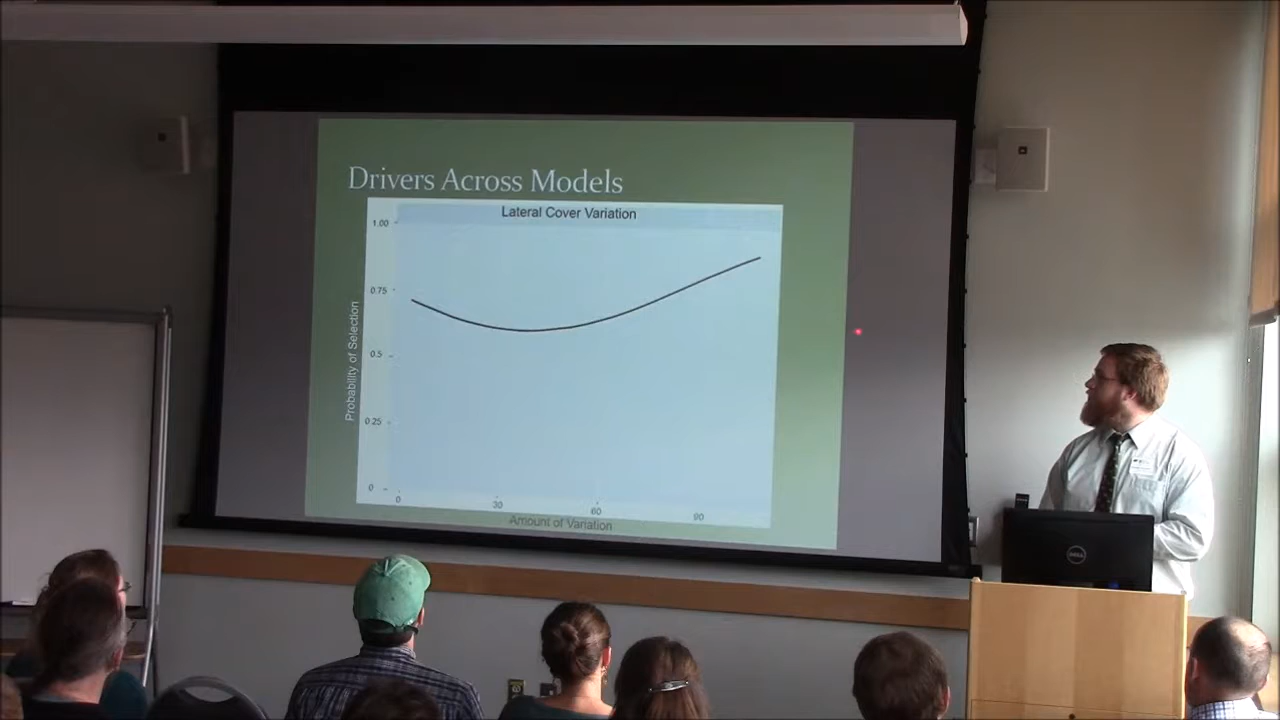 Drivers Across Models
Lateral Cover Variation
1.00
0.75
0.5
0.25
0
Probability of Selection
0
30
60
90
Amount of Variation
DELL